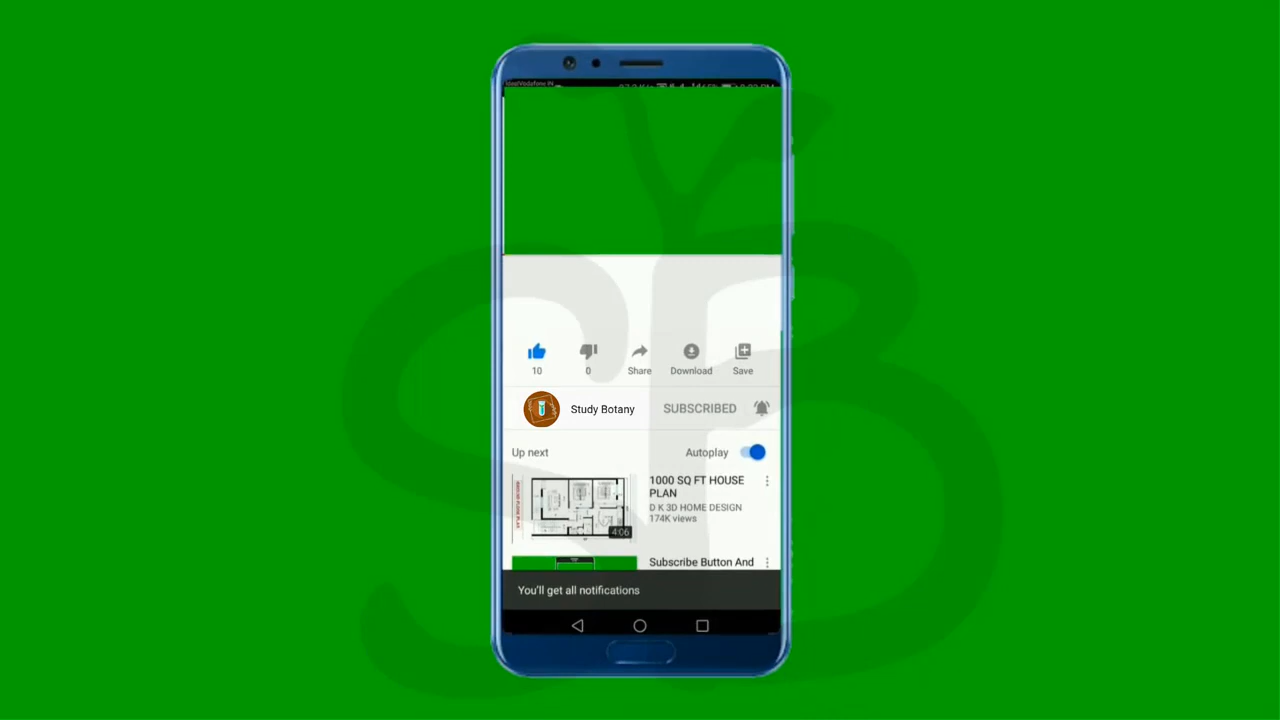 10
0
Share
Download
Save
Study Botany
SUBSCRIBED
Up next
Autoplay
1000 SQ FT HOUSE
PLAN
D K 3D HOME DESIGN
174K views
4:06
Subscribe Button And
You'll get all notifications
SB